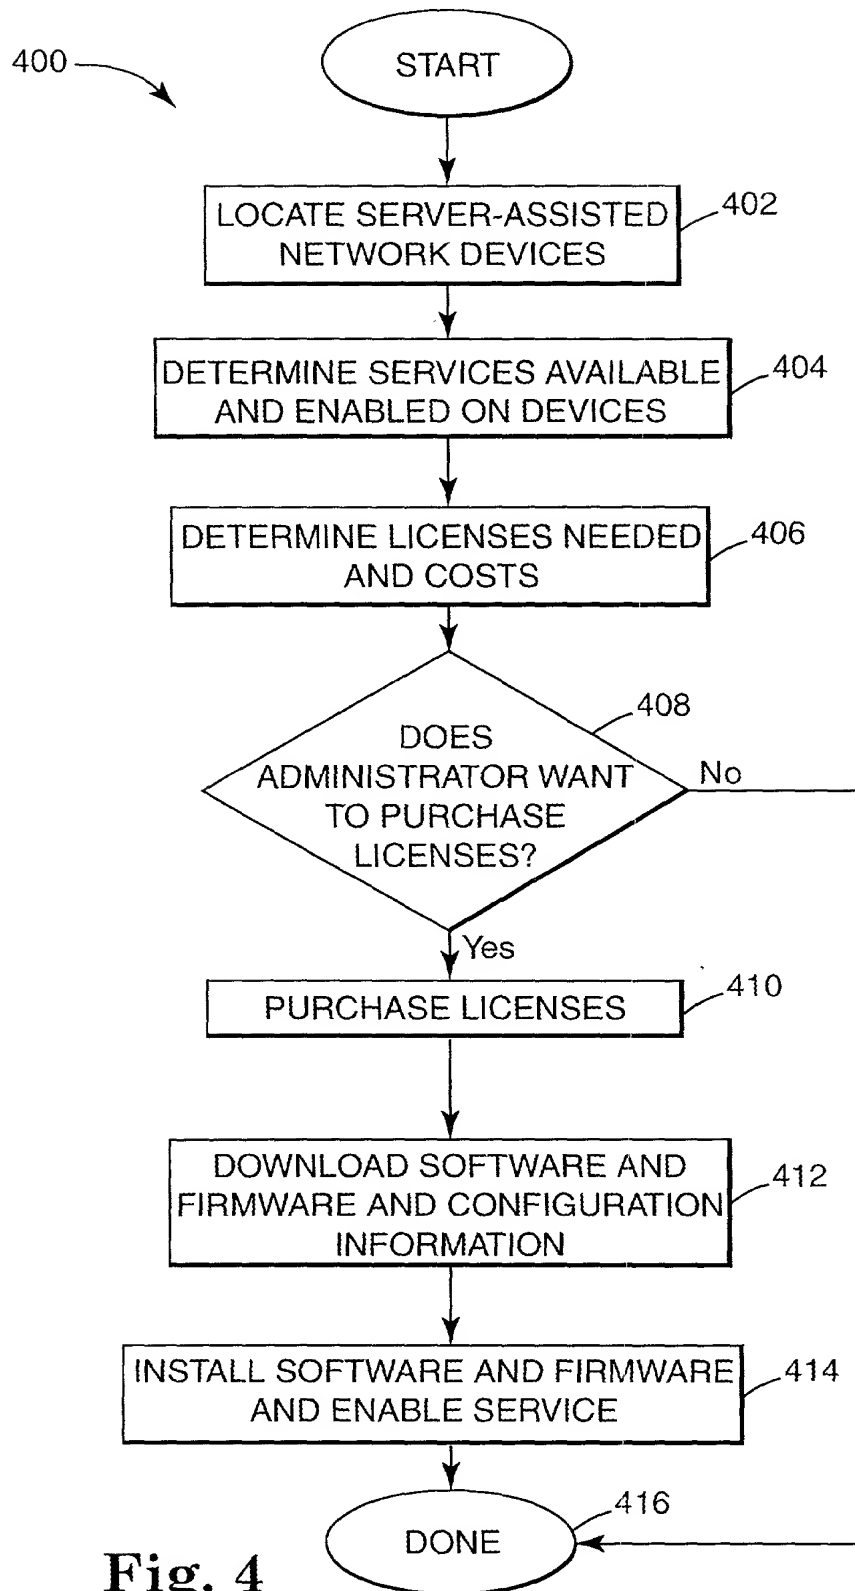 400
START
LOCATE SERVER-ASSISTED
NETWORK DEVICES
402
DETERMINE SERVICES AVAILABLE
AND ENABLED ON DEVICES
404
DETERMINE LICENSES NEEDED
AND COSTS
406
DOES
ADMINISTRATOR WANT
TO PURCHASE
LICENSES?
408
No
Yes
PURCHASE LICENSES
410
DOWNLOAD SOFTWARE AND
FIRMWARE AND CONFIGURATION
INFORMATION
412
INSTALL SOFTWARE AND FIRMWARE
AND ENABLE SERVICE
414
DONE
416
Fig. 4